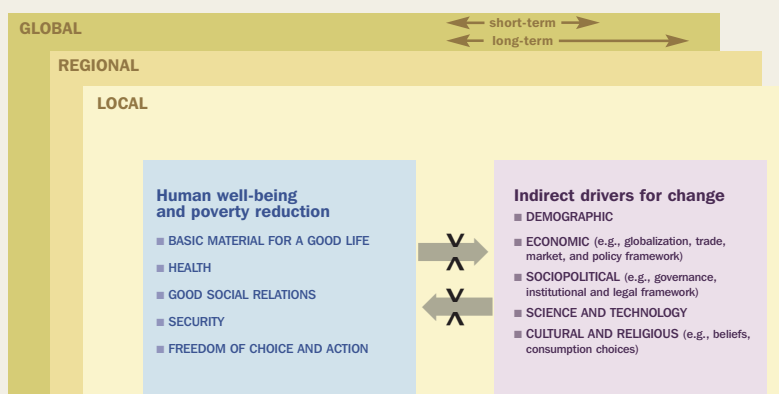 GLOBAL
short-term
long-term
REGIONAL
LOCAL
Human well-being
and poverty reduction
BASIC MATERIAL FOR A GOOD LIFE
HEALTH
GOOD SOCIAL RELATIONS
SECURITY
FREEDOM OF CHOICE AND ACTION
Indirect drivers for change
DEMOGRAPHIC
ECONOMIC (e.g., globalization, trade,
market, and policy framework)
SOCIOPOLITICAL (e.g., governance,
institutional and legal framework)
SCIENCE AND TECHNOLOGY
CULTURAL AND RELIGIOUS (e.g., beliefs,
consumption choices)